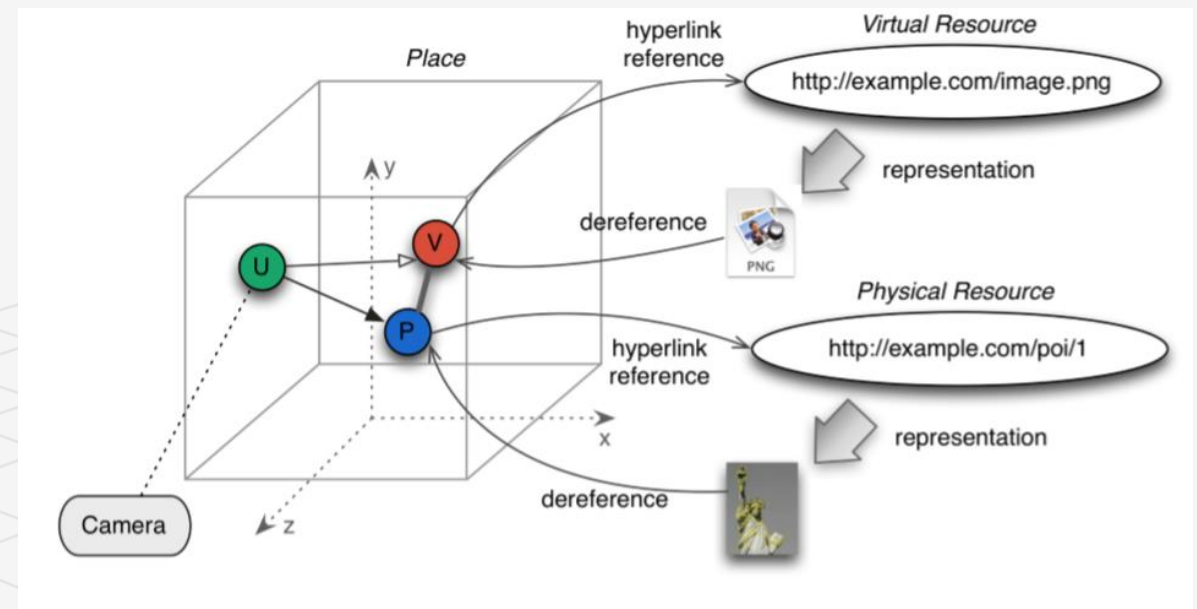 Virtual Resource
hyperlink
reference
Place
http://example.com/image.png
y
representation
dereference
V
U
PNG
Physical Resource
P
http://example.com/poi/1
hyperlink
reference
x
representation
dereference
Camera
z